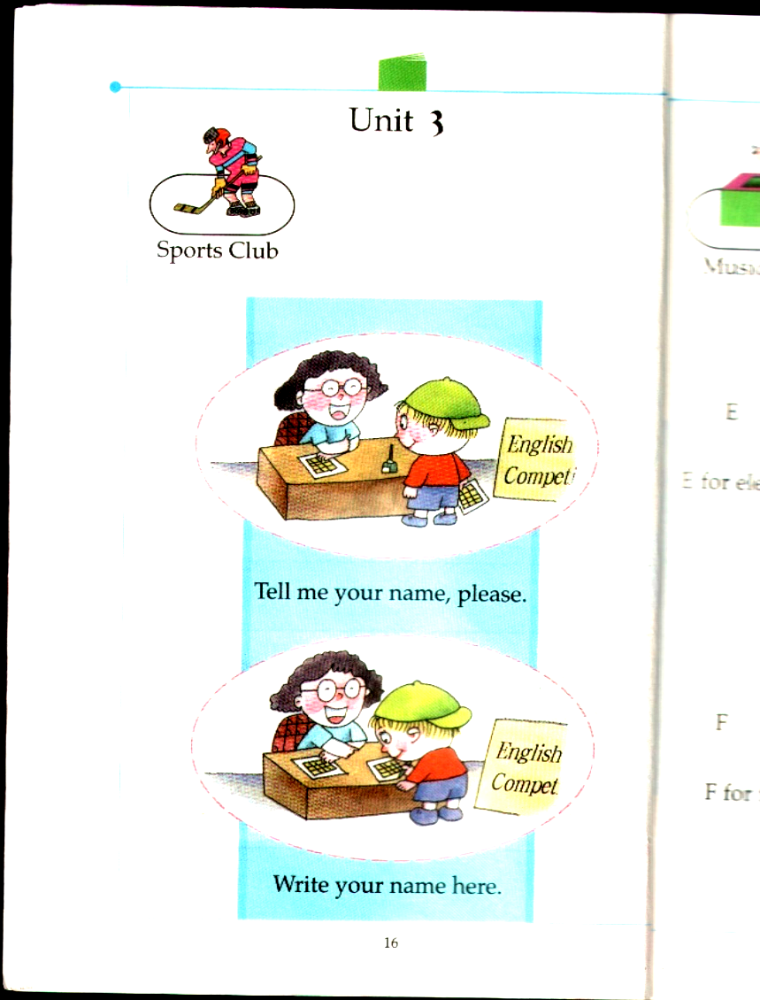 Unit 3
Sports Club
English
Compet
Tell me your name, please.
English
Compet
Write your name here.
16
E
E for
F
F for